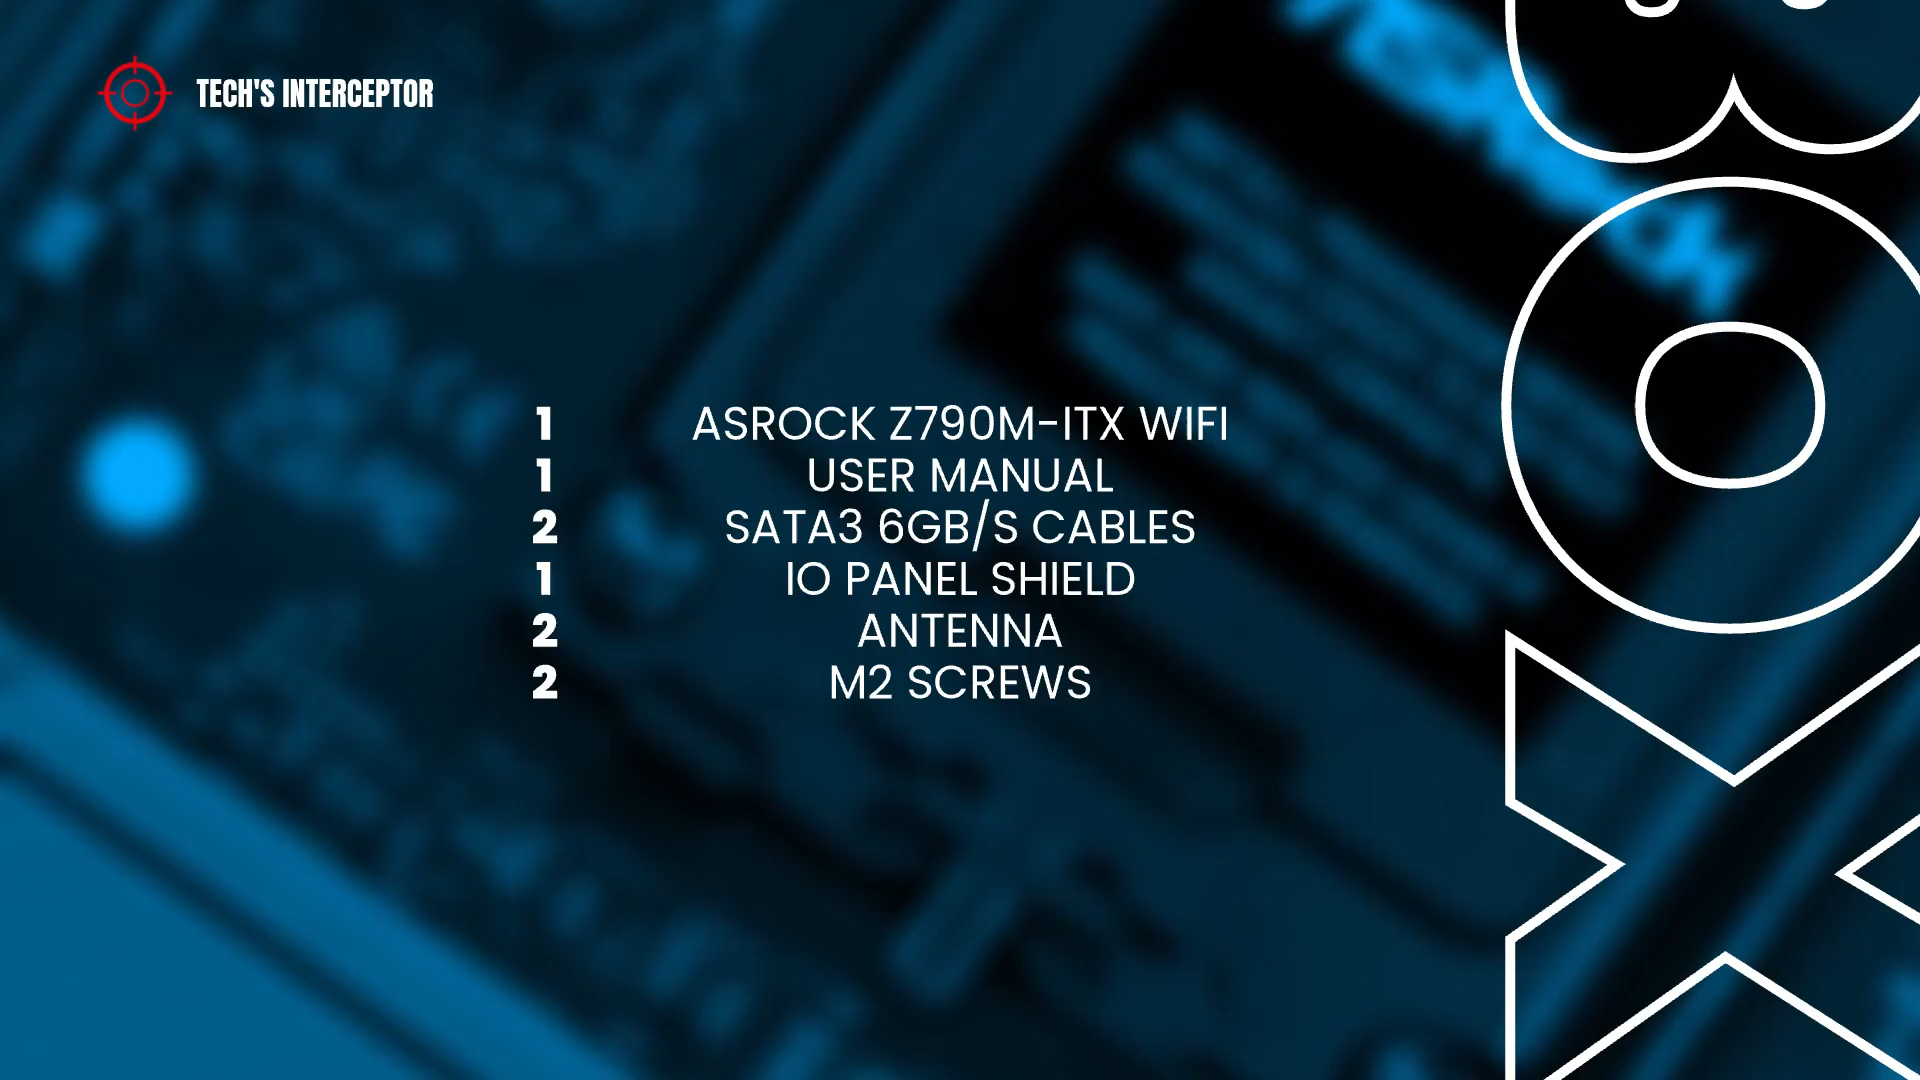 TECH'S INTERCEPTOR
1 ASROCK Z790M-ITX WIFI
1 USER MANUAL
2 SATA3 6GB/S CABLES
1 IO PANEL SHIELD
2 ANTENNA
2 M2 SCREWS
BOX